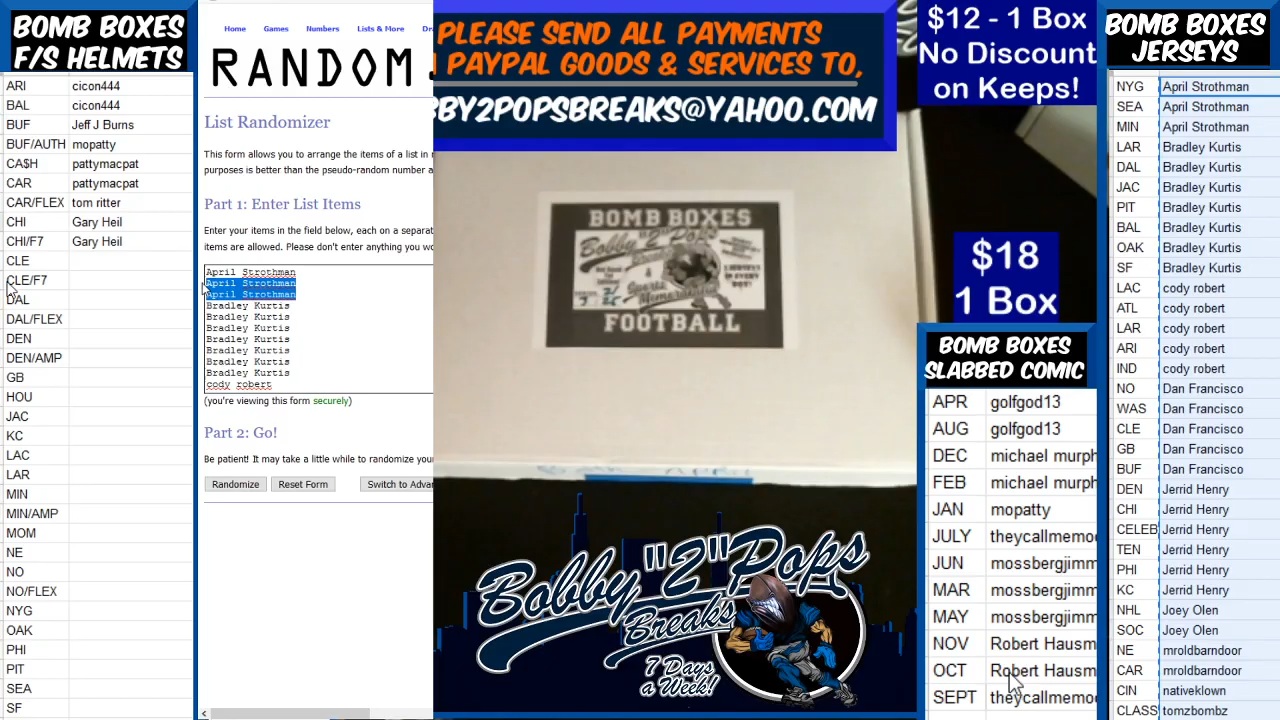 BOMB BOXES
F/S HELMETS
ARI cicon444
BAL cicon444
BUF Jeff J Burns
BUF/AUTH mopatty
CA$H pattymacpat
CAR pattymacpat
CAR/FLEX tom ritter
CHI Gary Heil
CHI/F7 Gary Heil
CLE
CLE/F7
DAL
DAL/FLEX
DEN
DEN/AMP
GB
HOU
JAC
KC
LAC
LAR
MIN
MIN/AMP
MOM
NE
NO
NO/FLEX
NYG
OAK
PHI
PIT
SEA
SF
Home Games Numbers Lists & More Dr
RANDOM
List Randomizer
This form allows you to arrange the items of a list in r
purposes is better than the pseudo-random number a
Part 1: Enter List Items
Enter your items in the field below, each on a separat
items are allowed. Please don't enter anything you wo
April Strothman
April Strothman
April Strothman
Bradley Kurtis
Bradley Kurtis
Bradley Kurtis
Bradley Kurtis
Bradley Kurtis
Bradley Kurtis
Bradley Kurtis
cody robert
(you're viewing this form securely)
Part 2: Go!
Be patient! It may take a little while to randomize your
Randomize Reset Form Switch to Advan
PLEASE SEND ALL PAYMENTS
PAYPAL GOODS & SERVICES TO,
BBY2POPSBREAKS@YAHOO.COM
BOMB BOXES
Bobby "2" Pops
FOOTBALL
Bobby "2" Pops
Breaks
7 Days
a Week!
$12 - 1 Box
No Discount
on Keeps!
$18
1 Box
BOMB BOXES
SLABBED COMIC
APR golfgod13
AUG golfgod13
DEC michael murph
FEB michael murph
JAN mopatty
JULY theycallmemo
JUN mossbergjimm
MAR mossbergjimm
MAY mossbergjimm
NOV Robert Hausm
OCT Robert Hausm
SEPT theycallmemo
BOMB BOXES
JERSEYS
NYG April Strothman
SEA April Strothman
MIN April Strothman
LAR Bradley Kurtis
DAL Bradley Kurtis
JAC Bradley Kurtis
PIT Bradley Kurtis
BAL Bradley Kurtis
OAK Bradley Kurtis
SF Bradley Kurtis
LAC cody robert
ATL cody robert
LAR cody robert
ARI cody robert
IND cody robert
NO Dan Francisco
WAS Dan Francisco
CLE Dan Francisco
GB Dan Francisco
BUF Dan Francisco
DEN Jerrid Henry
CHI Jerrid Henry
CELEB Jerrid Henry
TEN Jerrid Henry
PHI Jerrid Henry
KC Jerrid Henry
NHL Joey Olen
SOC Joey Olen
NE mroldbarndoor
CAR mroldbarndoor
CIN nativeklown
CLASS tomzbombz